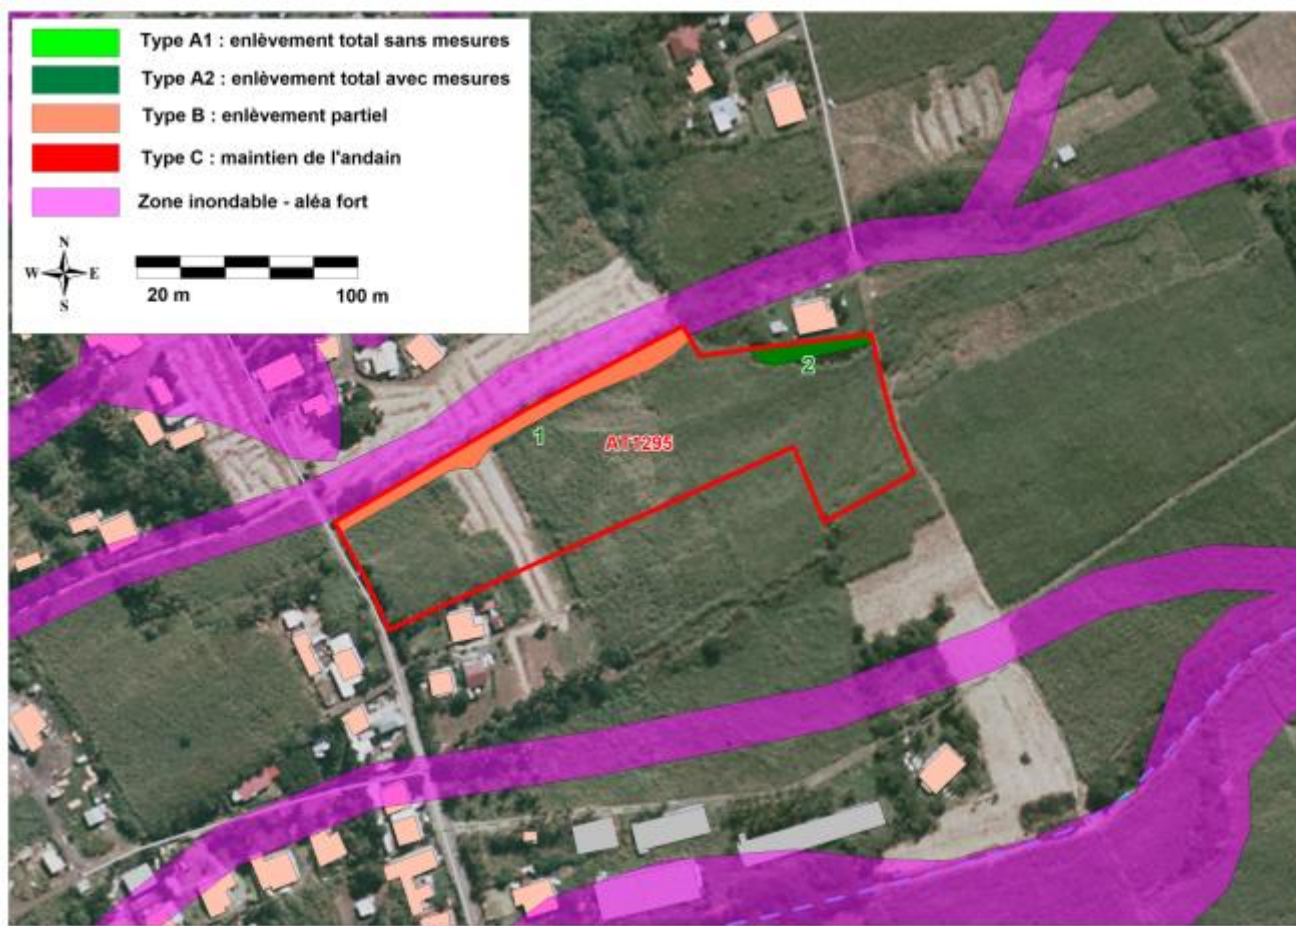 Type A1 : enlèvement total sans mesures
Type A2 : enlèvement total avec mesures
Type B : enlèvement partiel
Type C : maintien de l'andain
Zone inondable - aléa fort
N
W E
S
20 m 100 m
2
1
AT1295